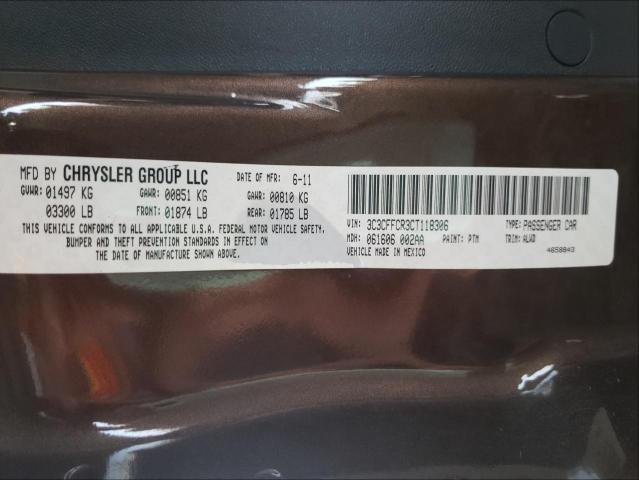 MFD BY CHRYSLER GROUP LLC DATE OF MFR: 6-11
GVWR: 01497 KG GAWR: 00851 KG GAWR: 00810 KG
03300 LB FRONT: 01874 LB REAR: 01785 LB
THIS VEHICLE CONFORMS TO ALL APPLICABLE U.S.A. FEDERAL MOTOR VEHICLE SAFETY,
BUMPER AND THEFT PREVENTION STANDARDS IN EFFECT ON
THE DATE OF MANUFACTURE SHOWN ABOVE.
VIN: 3C3CFFCR3CT118306 TYPE: PASSENGER CAR
MDH: 061606 002AA PAINT: PTM TRIM: ALWD
VEHICLE MADE IN MEXICO 4658843